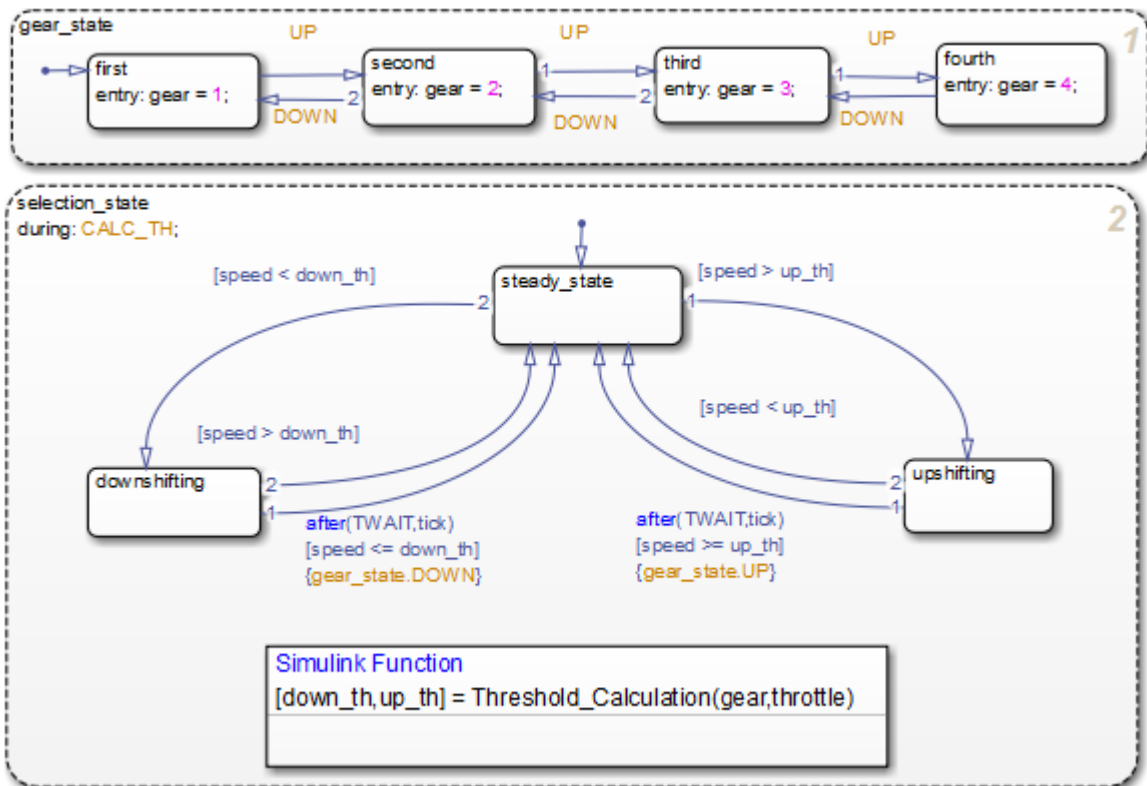 gear_state
1
UP
UP
UP
first
entry: gear = 1;
second
entry: gear = 2;
third
entry: gear = 3;
fourth
entry: gear = 4;
1
2
1
2
DOWN
DOWN
DOWN
selection_state
during: CALC_TH;
2
[speed < down_th]
[speed > up_th]
steady_state
2
1
[speed > down_th]
[speed < up_th]
downshifting
upshifting
2
1
2
1
after(TWAIT,tick)
[speed <= down_th]
{gear_state.DOWN}
after(TWAIT,tick)
[speed >= up_th]
{gear_state.UP}
Simulink Function
[down_th,up_th] = Threshold_Calculation(gear,throttle)